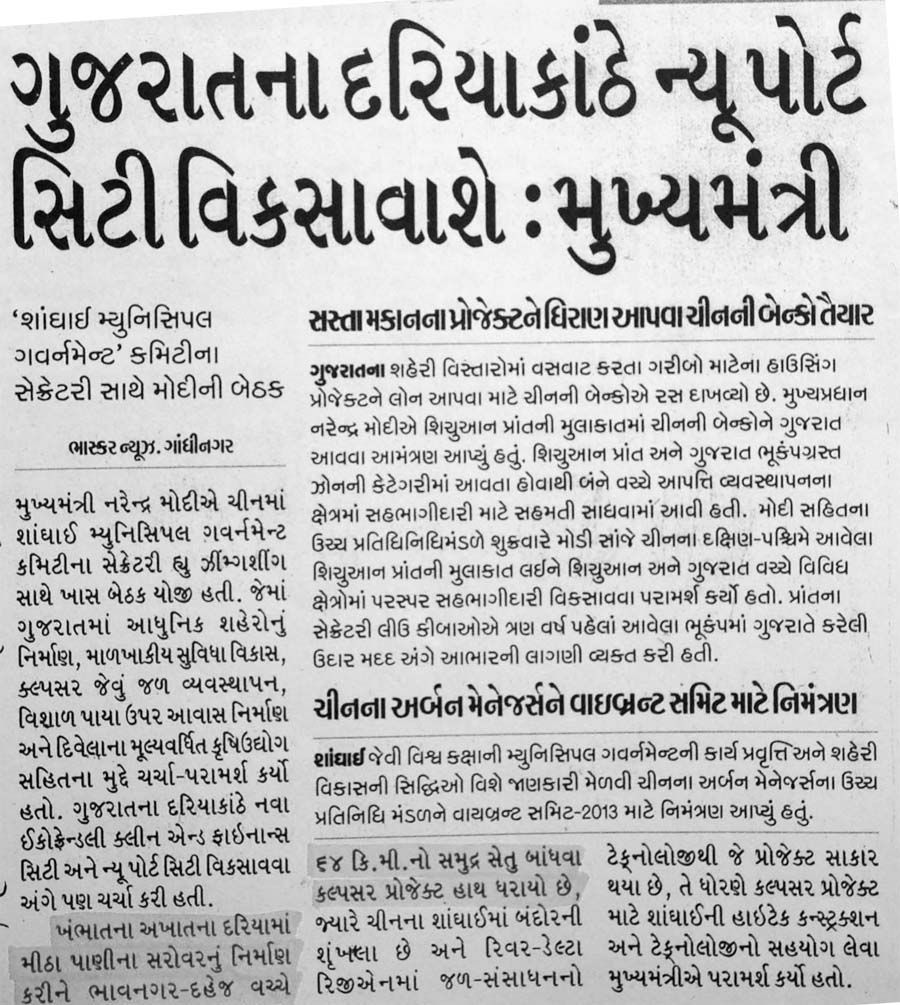 ગુજરાતના દરિયાકાંઠે ન્યૂ પોર્ટ
સિટી વિકસાવાશે : મુખ્યમંત્રી
‘શાંઘાઈ મ્યુનિસિપલ
ગવર્નમેન્ટ’ કમિટીના
સેક્રેટરી સાથે મોદીની બેઠક
ભાસ્કર ન્યૂઝ. ગાંધીનગર
મુખ્યમંત્રી નરેન્દ્ર મોદીએ ચીનમાં
શાંઘાઈ મ્યુનિસિપલ ગવર્નમેન્ટ
કમિટીના સેક્રેટરી હ્યુ ઝીંગ્મશીંગ
સાથે ખાસ બેઠક યોજી હતી. જેમાં
ગુજરાતમાં આધુનિક શહેરોનું
નિર્માણ, માળખાકીય સુવિધા વિકાસ,
કલ્પસર જેવું જળ વ્યવસ્થાપન,
વિશાળ પાયા ઉપર આવાસ નિર્માણ
અને દિવેલાના મૂલ્યવર્ધિત કૃષિઉદ્યોગ
સહિતના મુદ્દે ચર્ચા-પરામર્શ કર્યો
હતો. ગુજરાતના દરિયાકાંઠે નવા
ઈકોફ્રેન્ડલી ક્લીન એન્ડ ફાઈનાન્સ
સિટી અને ન્યૂ પોર્ટ સિટી વિકસાવવા
અંગે પણ ચર્ચા કરી હતી.
ખંભાતના અખાતના દરિયામાં
મીઠા પાણીના સરોવરનું નિર્માણ
કરીને ભાવનગર-દહેજ વચ્ચે
સસ્તા મકાનના પ્રોજેક્ટને ધિરાણ આપવા ચીનની બેન્કો તૈયાર
ગુજરાતના શહેરી વિસ્તારોમાં વસવાટ કરતા ગરીબો માટેના હાઉસિંગ
પ્રોજેક્ટને લોન આપવા માટે ચીનની બેન્કોએ રસ દાખવ્યો છે. મુખ્યપ્રધાન
નરેન્દ્ર મોદીએ શિચુઆન પ્રાંતની મુલાકાતમાં ચીનની બેન્કોને ગુજરાત
આવવા આમંત્રણ આપ્યું હતું. શિચુઆન પ્રાંત અને ગુજરાત ભૂકંપગ્રસ્ત
ઝોનની કેટેગરીમાં આવતા હોવાથી બંને વચ્ચે આપત્તિ વ્યવસ્થાપનના
ક્ષેત્રમાં સહભાગીદારી માટે સહમતી સાધવામાં આવી હતી. મોદી સહિતના
ઉચ્ચ પ્રતિધિનિધિમંડળે શુક્રવારે મોડી સાંજે ચીનના દક્ષિણ-પશ્ચિમે આવેલા
શિચુઆન પ્રાંતની મુલાકાત લઈને શિચુઆન અને ગુજરાત વચ્ચે વિવિધ
ક્ષેત્રોમાં પરસ્પર સહભાગીદારી વિકસાવવા પરામર્શ કર્યો હતો. પ્રાંતના
સેક્રેટરી લીઉ કીબાઓએ ત્રણ વર્ષ પહેલાં આવેલા ભૂકંપમાં ગુજરાતે કરેલી
ઉદાર મદદ અંગે આભારની લાગણી વ્યક્ત કરી હતી.
ચીનના અર્બન મેનેજર્સને વાઈબ્રન્ટ સમિટ માટે નિમંત્રણ
શાંઘાઈ જેવી વિશ્વ કક્ષાની મ્યુનિસિપલ ગવર્નમેન્ટની કાર્ય પ્રવૃત્તિ અને શહેરી
વિકાસની સિદ્ધિઓ વિશે જાણકારી મેળવી ચીનના અર્બન મેનેજર્સના ઉચ્ચ
પ્રતિનિધિ મંડળને વાયબ્રન્ટ સમિટ-2013 માટે નિમંત્રણ આપ્યું હતું.
૬૪ કિ.મી.નો સમુદ્ર સેતુ બાંધવા
કલ્પસર પ્રોજેક્ટ હાથ ધરાયો છે,
જ્યારે ચીનના શાંઘાઈમાં બંદોરની
શૃંખલા છે અને રિવર-ડેલ્ટા
રિજીએનમાં જળ-સંસાધનનો
ટેક્નોલોજીથી જે પ્રોજેક્ટ સાકાર
થયા છે, તે ધોરણે કલ્પસર પ્રોજેક્ટ
માટે શાંઘાઈની હાઈટેક કન્સ્ટ્રક્શન
અને ટેક્નોલોજીનો સહયોગ લેવા
મુખ્યમંત્રીએ પરામર્શ કર્યો હતો.